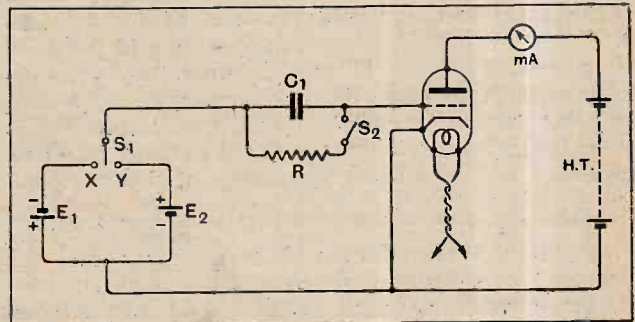 mA
C1
S1
S2
X
Y
R
H.T.
-
+
E1
+
-
E2